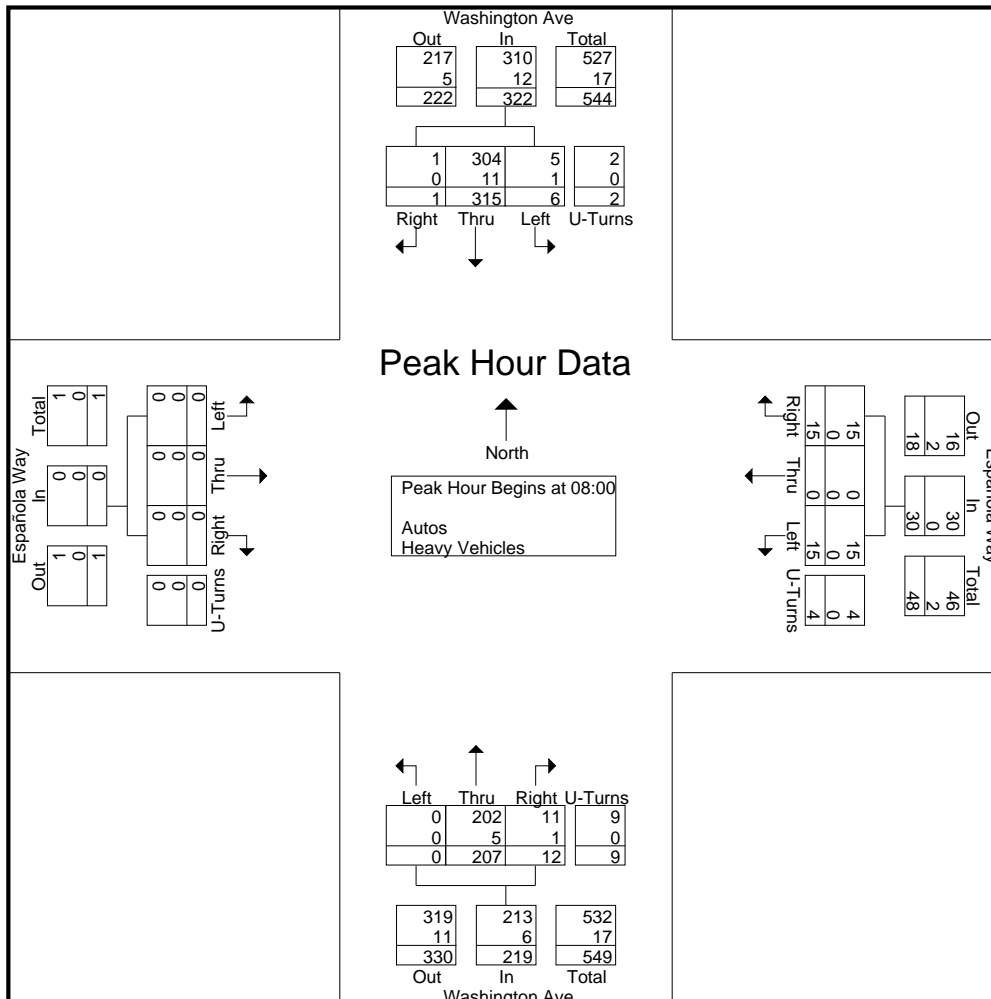 Washington Ave
Out In Total
217 310 527
5 12 17
222 322 544
1 304 5 2
0 11 1 0
1 315 6 2
Right Thru Left U-Turns
Peak Hour Data
North
Peak Hour Begins at 08:00
Autos
Heavy Vehicles
Española Way
Total In Out
1 0 1
0 0 0
1 0 1
Left Thru Right U-Turns
0 0 0 0
0 0 0 0
0 0 0 0
Right Thru Left U-Turns
15 0 15 4
0 0 0 0
15 0 15 4
Out In Total
16 30 46
2 0 2
18 30 48
Española Way
Left Thru Right U-Turns
0 202 11 9
0 5 1 0
0 207 12 9
319 213 532
11 6 17
330 219 549
Out In Total
Washington Ave